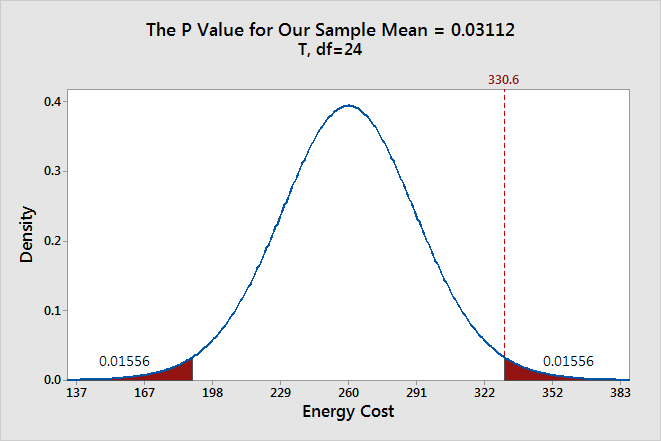 The P Value for Our Sample Mean = 0.03112
T, df=24
330.6
0.4
0.3
0.2
0.1
0.0
Density
0.01556
0.01556
137 167 198 229 260 291 322 352 383
Energy Cost